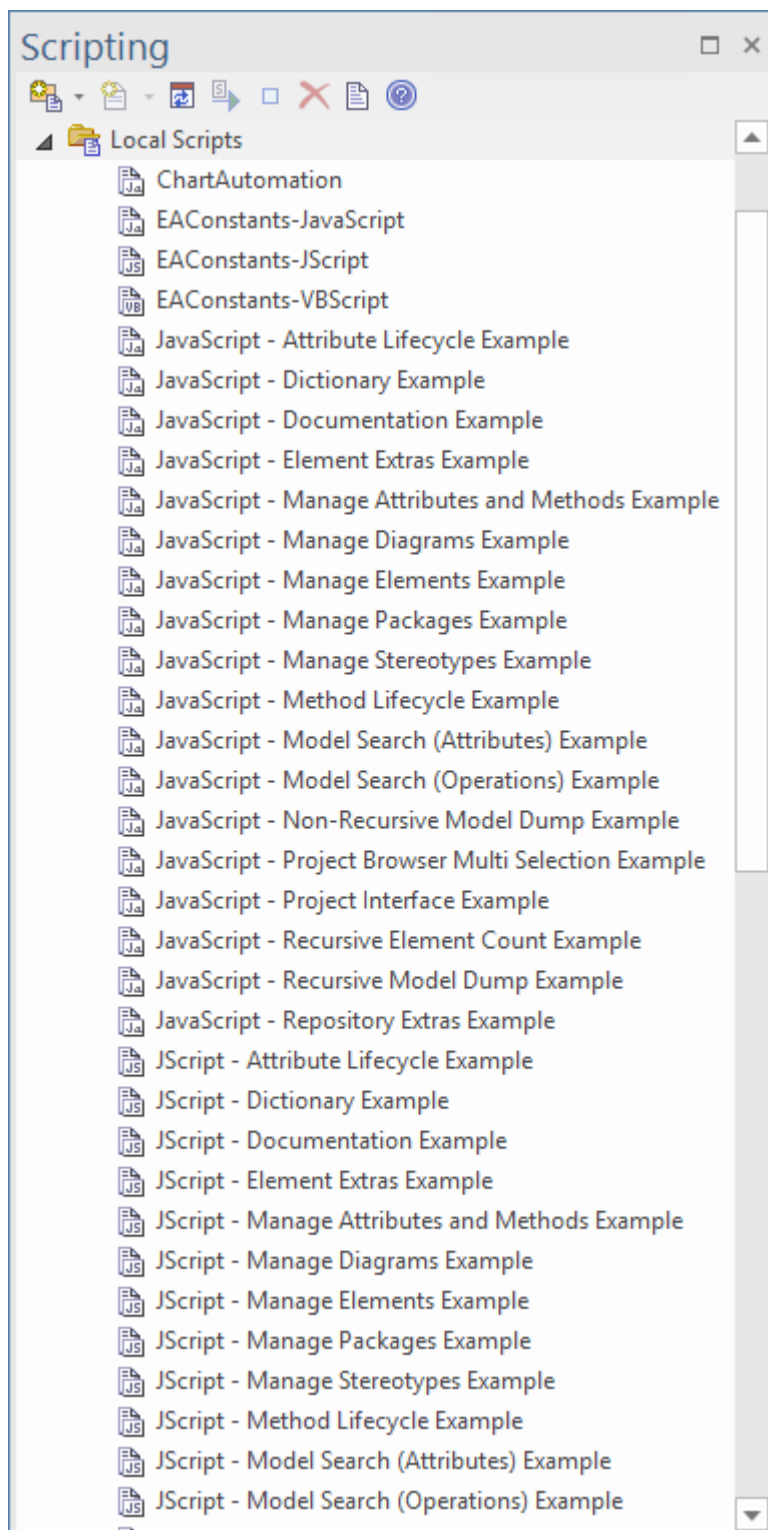 Scripting
Local Scripts
ChartAutomation
EAConstants-JavaScript
EAConstants-JScript
EAConstants-VBScript
JavaScript - Attribute Lifecycle Example
JavaScript - Dictionary Example
JavaScript - Documentation Example
JavaScript - Element Extras Example
JavaScript - Manage Attributes and Methods Example
JavaScript - Manage Diagrams Example
JavaScript - Manage Elements Example
JavaScript - Manage Packages Example
JavaScript - Manage Stereotypes Example
JavaScript - Method Lifecycle Example
JavaScript - Model Search (Attributes) Example
JavaScript - Model Search (Operations) Example
JavaScript - Non-Recursive Model Dump Example
JavaScript - Project Browser Multi Selection Example
JavaScript - Project Interface Example
JavaScript - Recursive Element Count Example
JavaScript - Recursive Model Dump Example
JavaScript - Repository Extras Example
JScript - Attribute Lifecycle Example
JScript - Dictionary Example
JScript - Documentation Example
JScript - Element Extras Example
JScript - Manage Attributes and Methods Example
JScript - Manage Diagrams Example
JScript - Manage Elements Example
JScript - Manage Packages Example
JScript - Manage Stereotypes Example
JScript - Method Lifecycle Example
JScript - Model Search (Attributes) Example
JScript - Model Search (Operations) Example